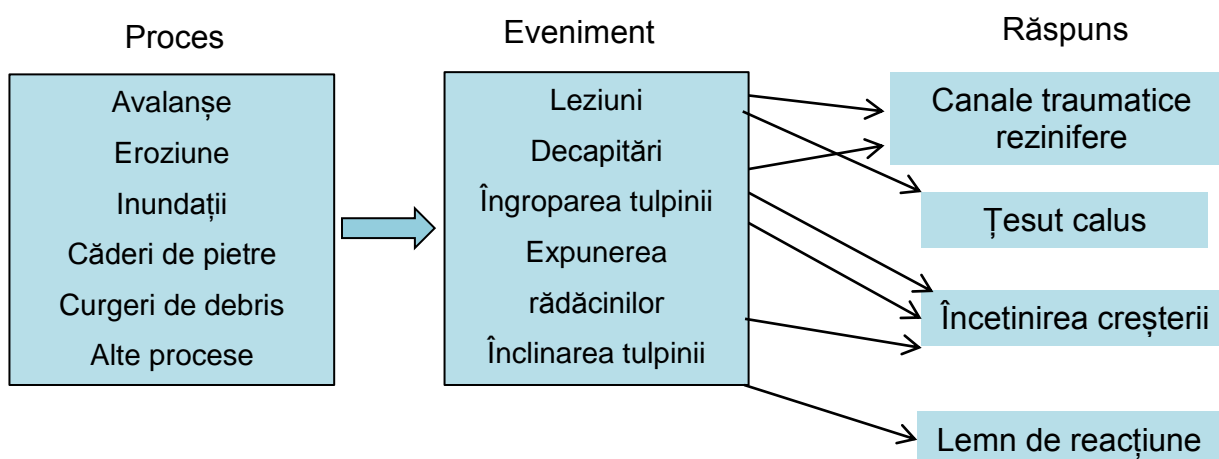 Proces
Avalanșe
Eroziune
Inundații
Căderi de pietre
Curgeri de debris
Alte procese
Eveniment
Leziuni
Decapitări
Îngroparea tulpinii
Expunerea
rădăcinilor
Înclinarea tulpinii
Răspuns
Canale traumatice
rezinifere
Țesut calus
Încetinirea creșterii
Lemn de reacțiune